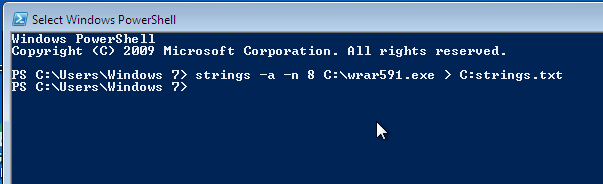 Select Windows PowerShell
Windows PowerShell
Copyright (C) 2009 Microsoft Corporation. All rights reserved.
PS C:\Users\Windows 7> strings -a -n 8 C:\wrar591.exe > C:strings.txt
PS C:\Users\Windows 7>